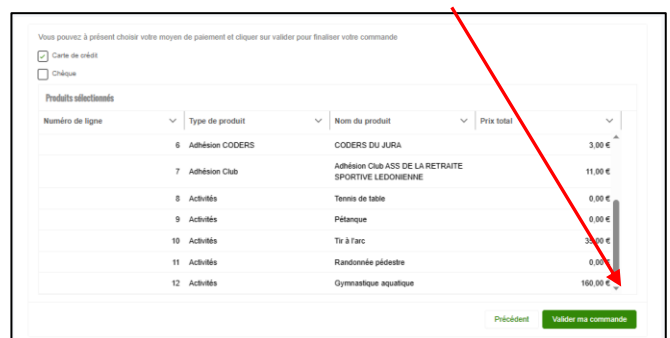 Vous pouvez à présent choisir votre moyen de paiement et cliquer sur valider pour finaliser votre commande
Carte de crédit
Chèque
Produits sélectionnés
Numéro de ligne Type de produit Nom du produit Prix total
6 Adhésion CODERS CODERS DU JURA 3,00 €
7 Adhésion Club Adhésion Club ASS DE LA RETRAITE SPORTIVE LEDONIENNE 11,00 €
8 Activités Tennis de table 0,00 €
9 Activités Pétanque 0,00 €
10 Activités Tir à l'arc 35,00 €
11 Activités Randonnée pédestre 0,00 €
12 Activités Gymnastique aquatique 160,00 €
Précédent Valider ma commande